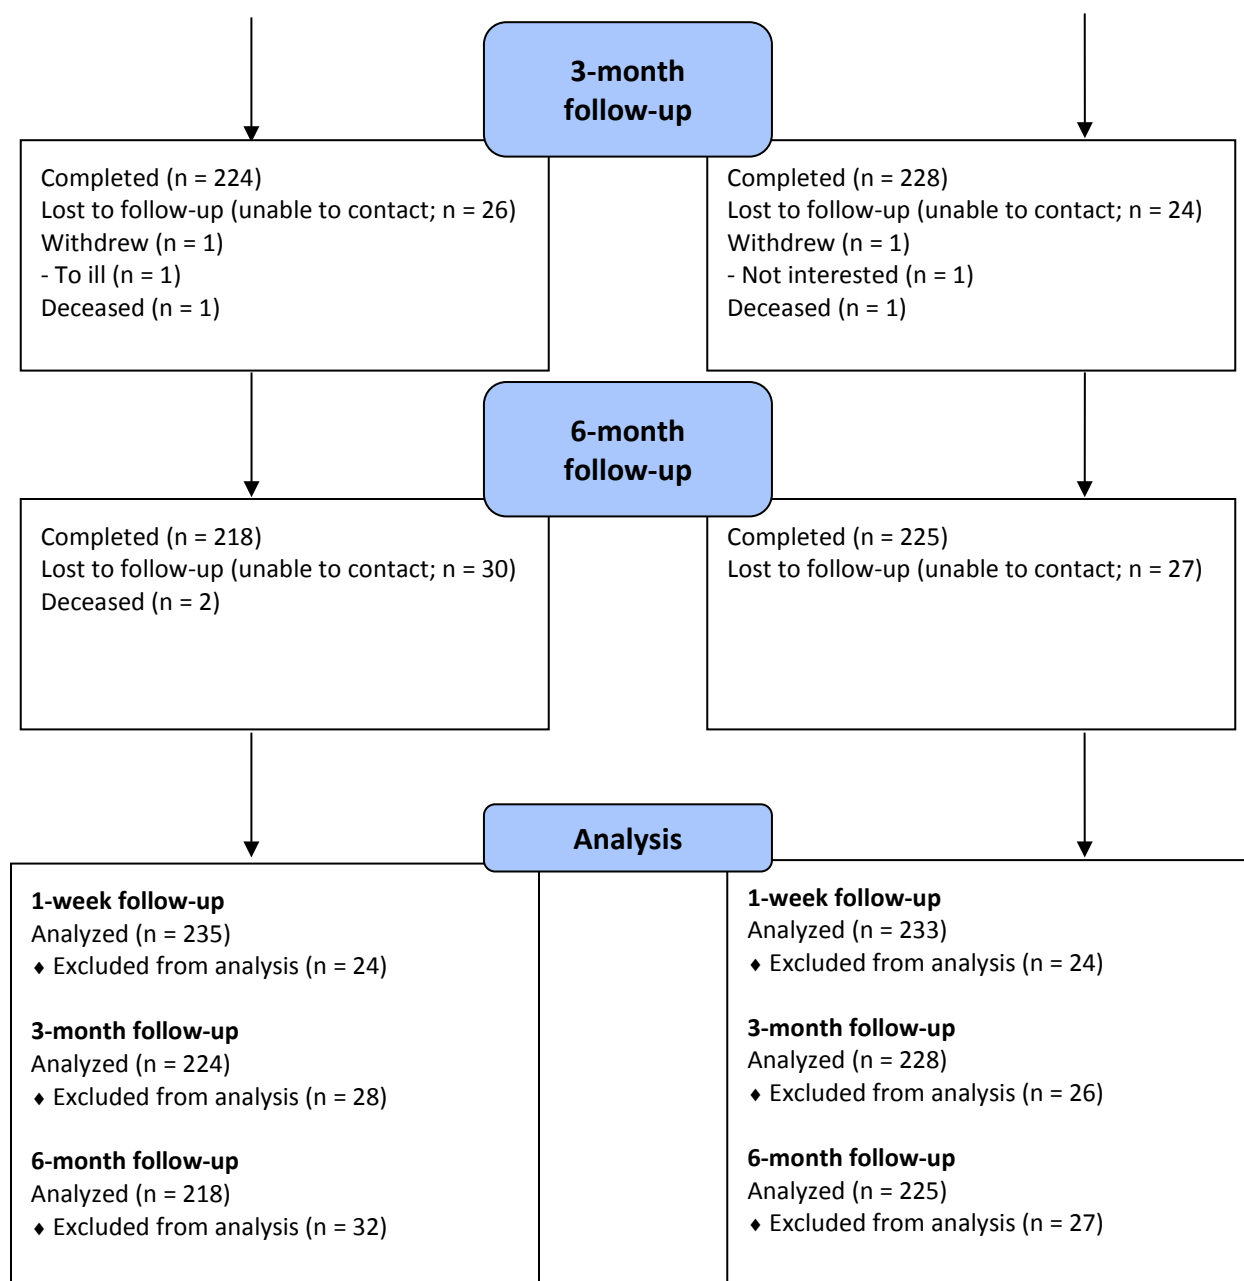 3-month
follow-up
Completed (n = 224)
Lost to follow-up (unable to contact; n = 26)
Withdrew (n = 1)
- To ill (n = 1)
Deceased (n = 1)
Completed (n = 228)
Lost to follow-up (unable to contact; n = 24)
Withdrew (n = 1)
- Not interested (n = 1)
Deceased (n = 1)
6-month
follow-up
Completed (n = 218)
Lost to follow-up (unable to contact; n = 30)
Deceased (n = 2)
Completed (n = 225)
Lost to follow-up (unable to contact; n = 27)
Analysis
1-week follow-up
Analyzed (n = 235)
♦ Excluded from analysis (n = 24)
3-month follow-up
Analyzed (n = 224)
♦ Excluded from analysis (n = 28)
6-month follow-up
Analyzed (n = 218)
♦ Excluded from analysis (n = 32)
1-week follow-up
Analyzed (n = 233)
♦ Excluded from analysis (n = 24)
3-month follow-up
Analyzed (n = 228)
♦ Excluded from analysis (n = 26)
6-month follow-up
Analyzed (n = 225)
♦ Excluded from analysis (n = 27)